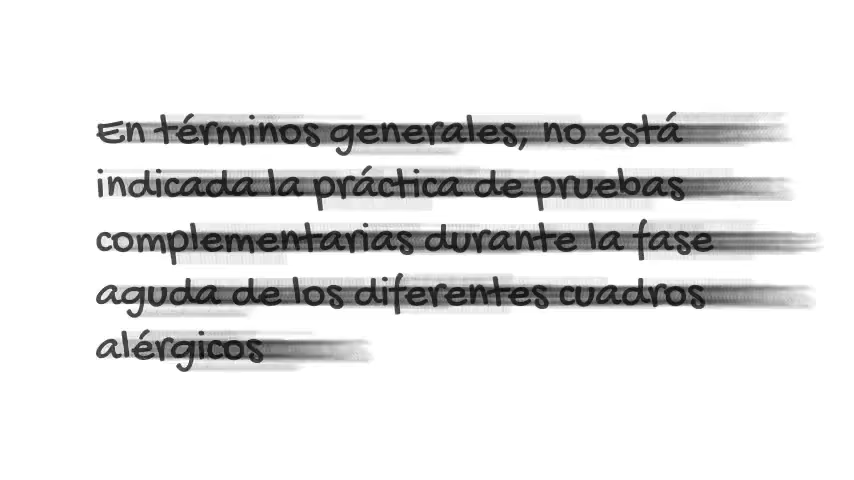 En términos generales, no está
indicada la práctica de pruebas
complementarias durante la fase
aguda de los diferentes cuadros
alérgicos